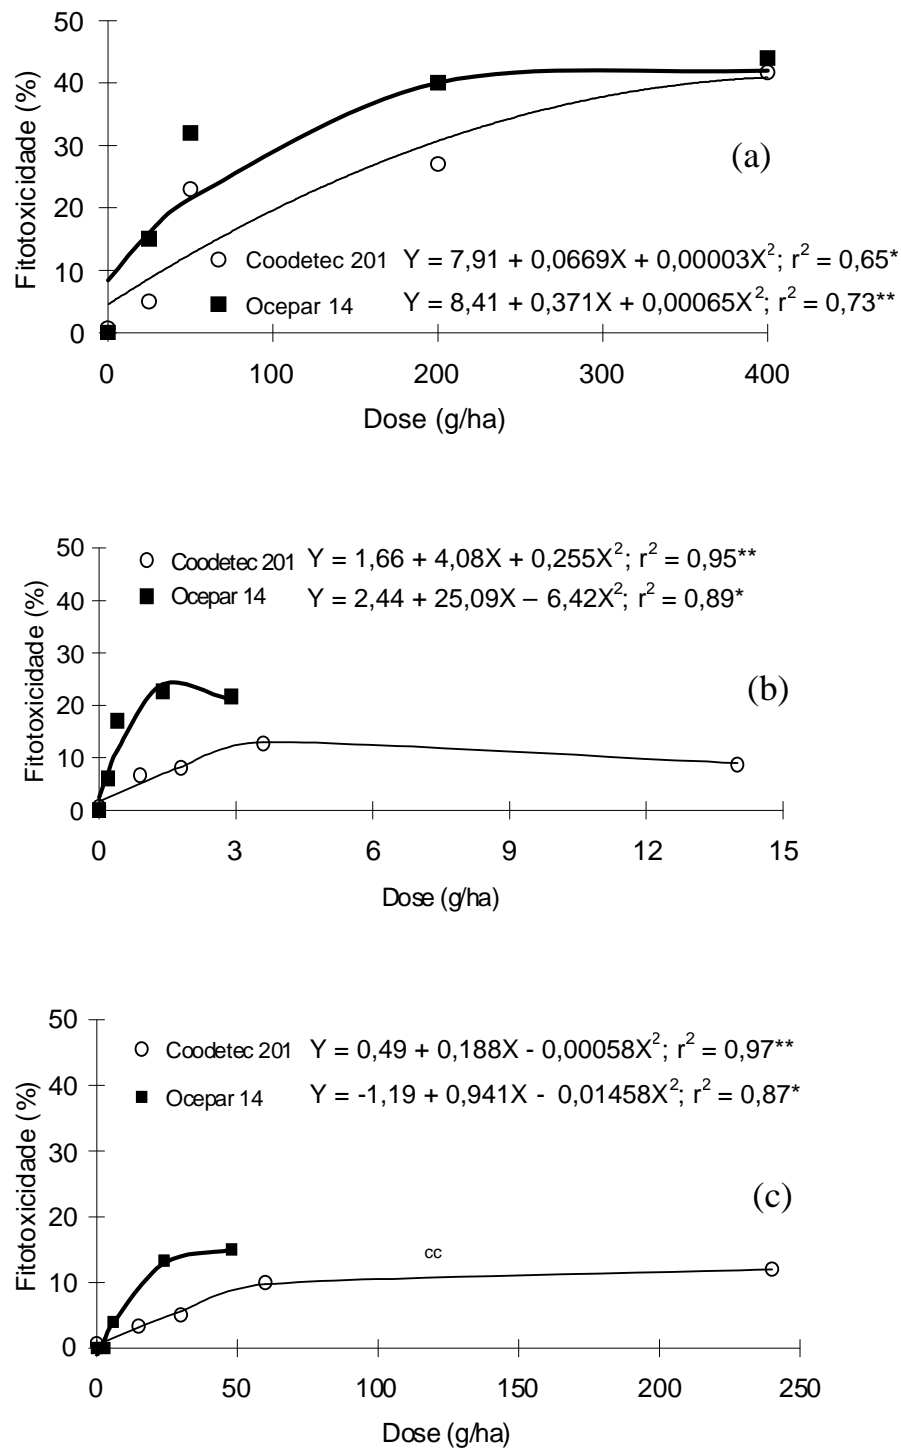 50
40
30
20
10
0
Fitotoxicidade (%)
(a)
Coodetec 201 Y = 7,91 + 0,0669X + 0,00003X²; r² = 0,65*
Ocepar 14 Y = 8,41 + 0,371X + 0,00065X²; r² = 0,73**
0 100 200 300 400
Dose (g/ha)
Coodetec 201 Y = 1,66 + 4,08X + 0,255X²; r² = 0,95**
Ocepar 14 Y = 2,44 + 25,09X – 6,42X²; r² = 0,89*
50
40
30
20
10
0
Fitotoxicidade (%)
(b)
0 3 6 9 12 15
Dose (g/ha)
Coodetec 201 Y = 0,49 + 0,188X - 0,00058X²; r² = 0,97**
Ocepar 14 Y = -1,19 + 0,941X - 0,01458X²; r² = 0,87*
50
40
30
20
10
0
Fitotoxicidade (%)
(c)
cc
0 50 100 150 200 250
Dose (g/ha)